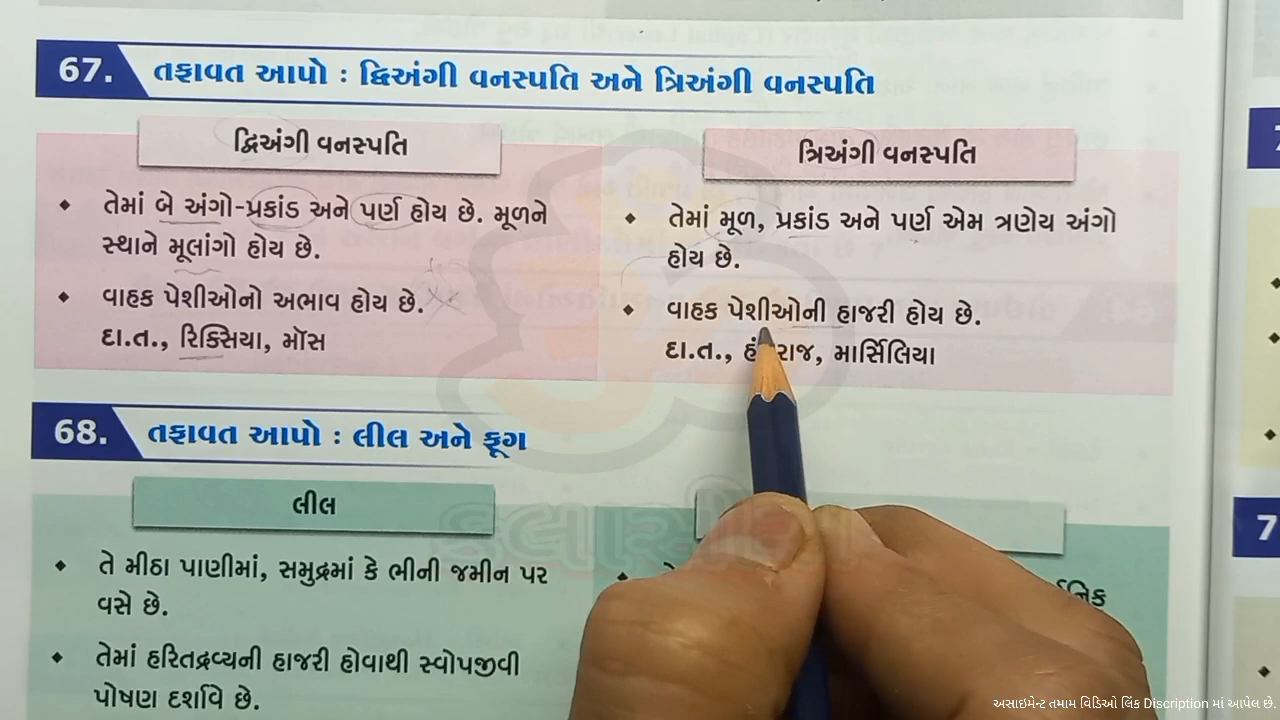 67. તફાવત આપો : દ્વિઅંગી વનસ્પતિ અને ત્રિઅંગી વનસ્પતિ
દ્વિઅંગી વનસ્પતિ
તેમાં બે અંગો-પ્રકાંડ અને પર્ણ હોય છે. મૂળને
સ્થાને મૂલાંગો હોય છે.
વાહક પેશીઓનો અભાવ હોય છે.
દા.ત., રિક્સિયા, મૉસ
ત્રિઅંગી વનસ્પતિ
તેમાં મૂળ, પ્રકાંડ અને પર્ણ એમ ત્રણેય અંગો
હોય છે.
વાહક પેશીઓની હાજરી હોય છે.
દા.ત., માર્સિલિયા
68. તફાવત આપો : લીલ અને ફૂગ
લીલ
તે મીઠા પાણીમાં, સમુદ્રમાં કે ભીની જમીન પર
વસે છે.
તેમાં હરિતદ્રવ્યની હાજરી હોવાથી સ્વોપજીવી
પોષણ દર્શાવે છે.
7
7
અસાઇમેન્ટ તમામ વિડિઓ લિંક Discription માં આપેલ છે.